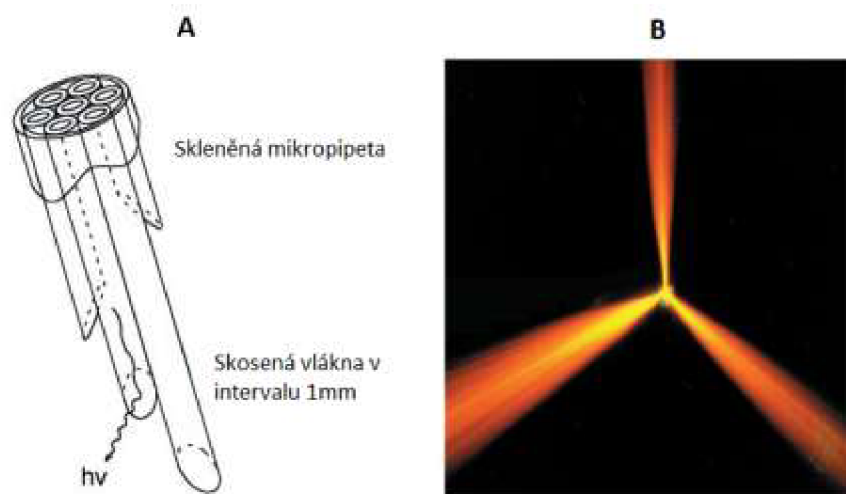 A
B
Skleněná mikropipeta
Skosená vlákna v
intervalu 1mm
hv